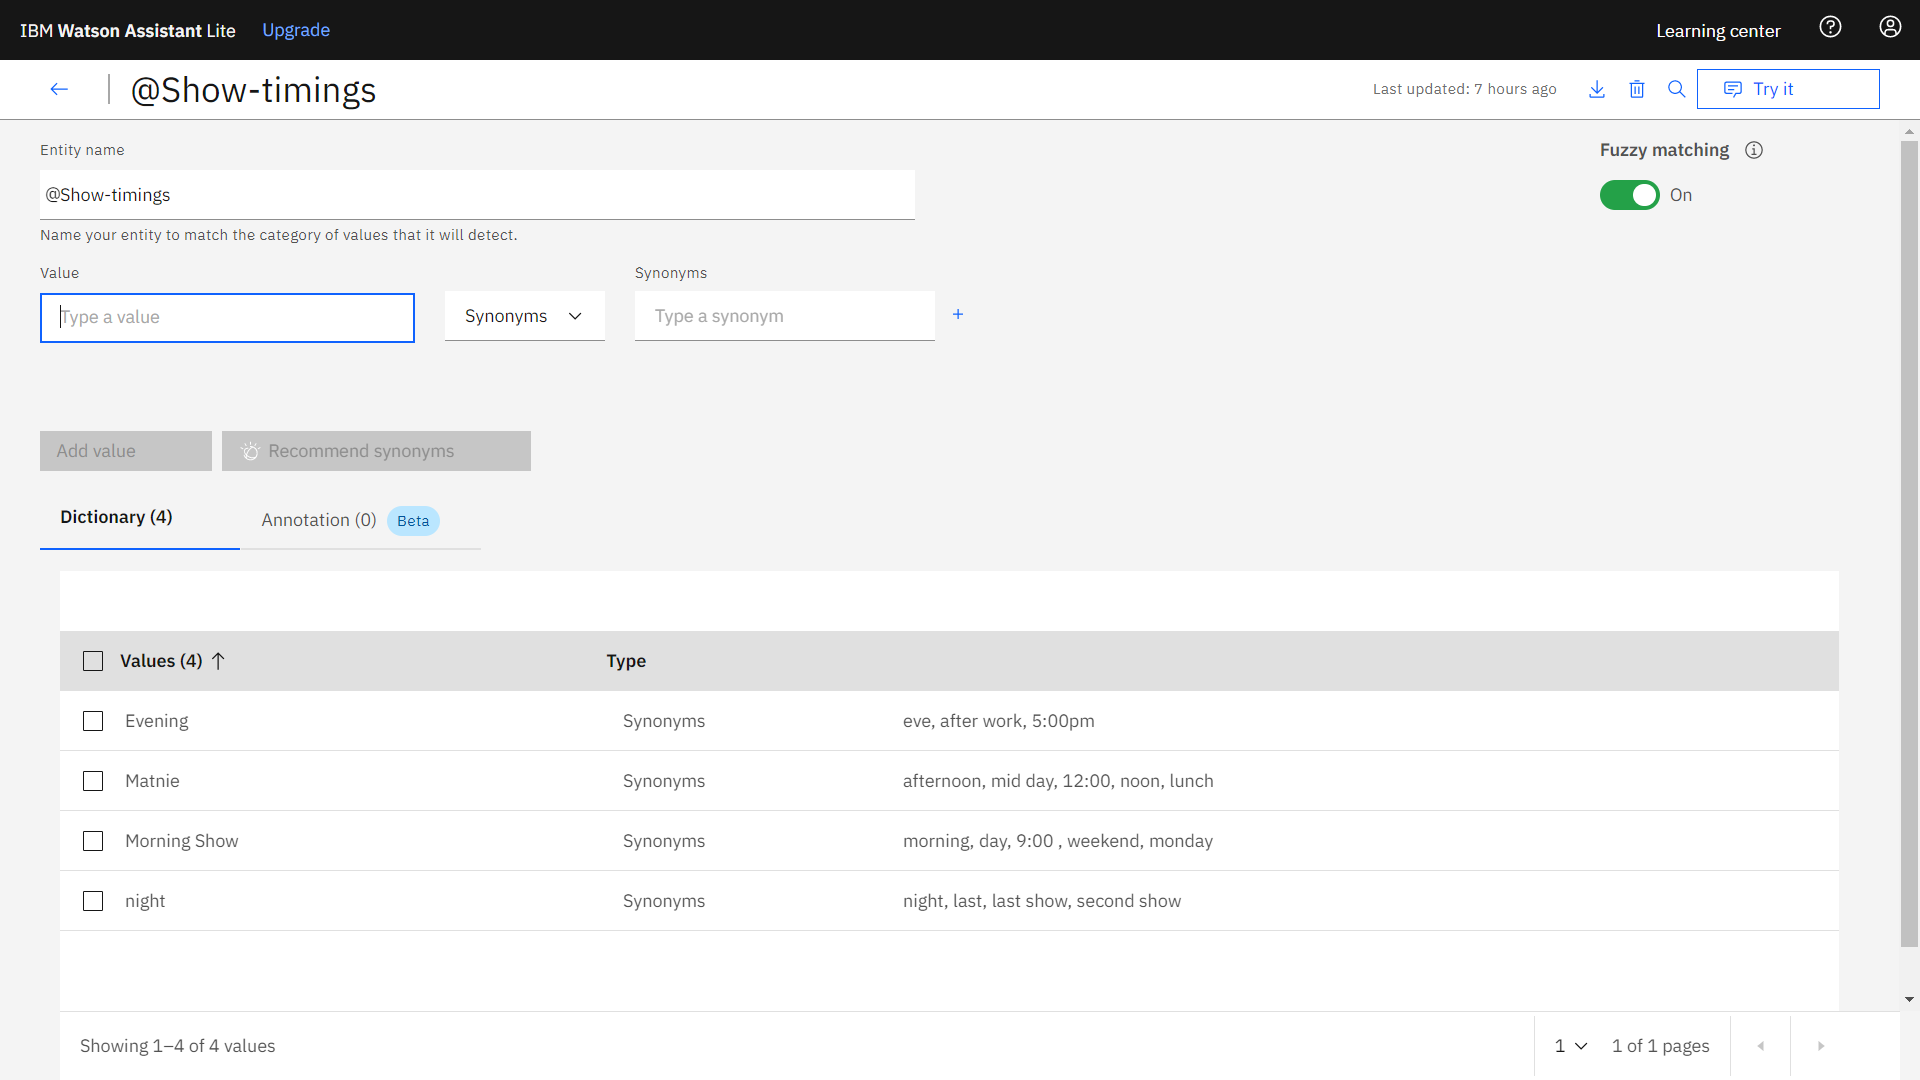 IBM Watson Assistant Lite Upgrade Learning center
@Show-timings Last updated: 7 hours ago Try it
Entity name Fuzzy matching
@Show-timings On
Name your entity to match the category of values that it will detect.
Value Synonyms
Type a value Synonyms Type a synonym +
Add value Recommend synonyms
Dictionary (4) Annotation (0) Beta
Values (4) Type
Evening Synonyms eve, after work, 5:00pm
Matnie Synonyms afternoon, mid day, 12:00, noon, lunch
Morning Show Synonyms morning, day, 9:00 , weekend, monday
night Synonyms night, last, last show, second show
Showing 1–4 of 4 values 1 1 of 1 pages